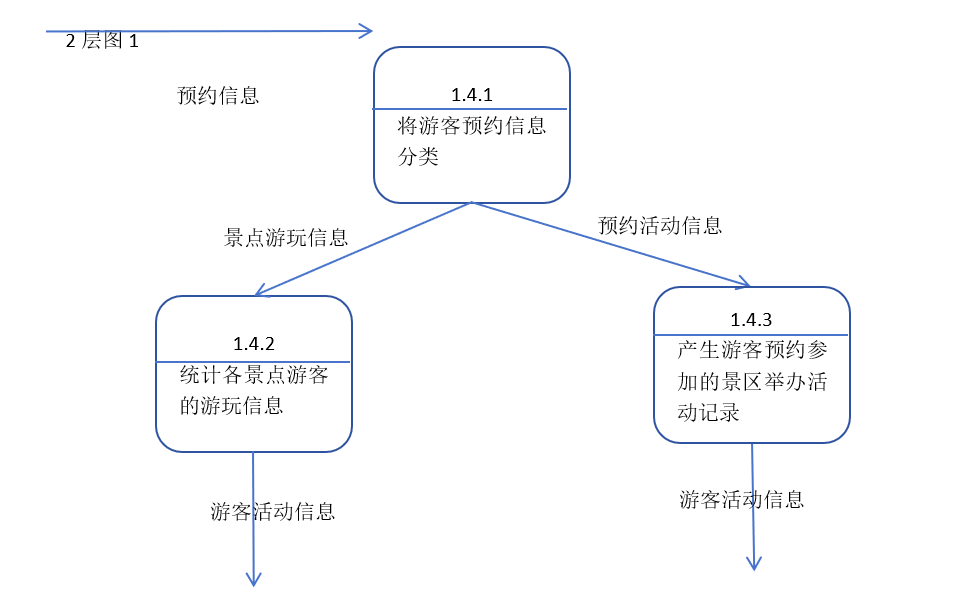 2 层图 1
预约信息
1.4.1
将游客预约信息
分类
景点游玩信息
预约活动信息
1.4.2
统计各景点游客
的游玩信息
1.4.3
产生游客预约参
加的景区举办活
动记录
游客活动信息
游客活动信息